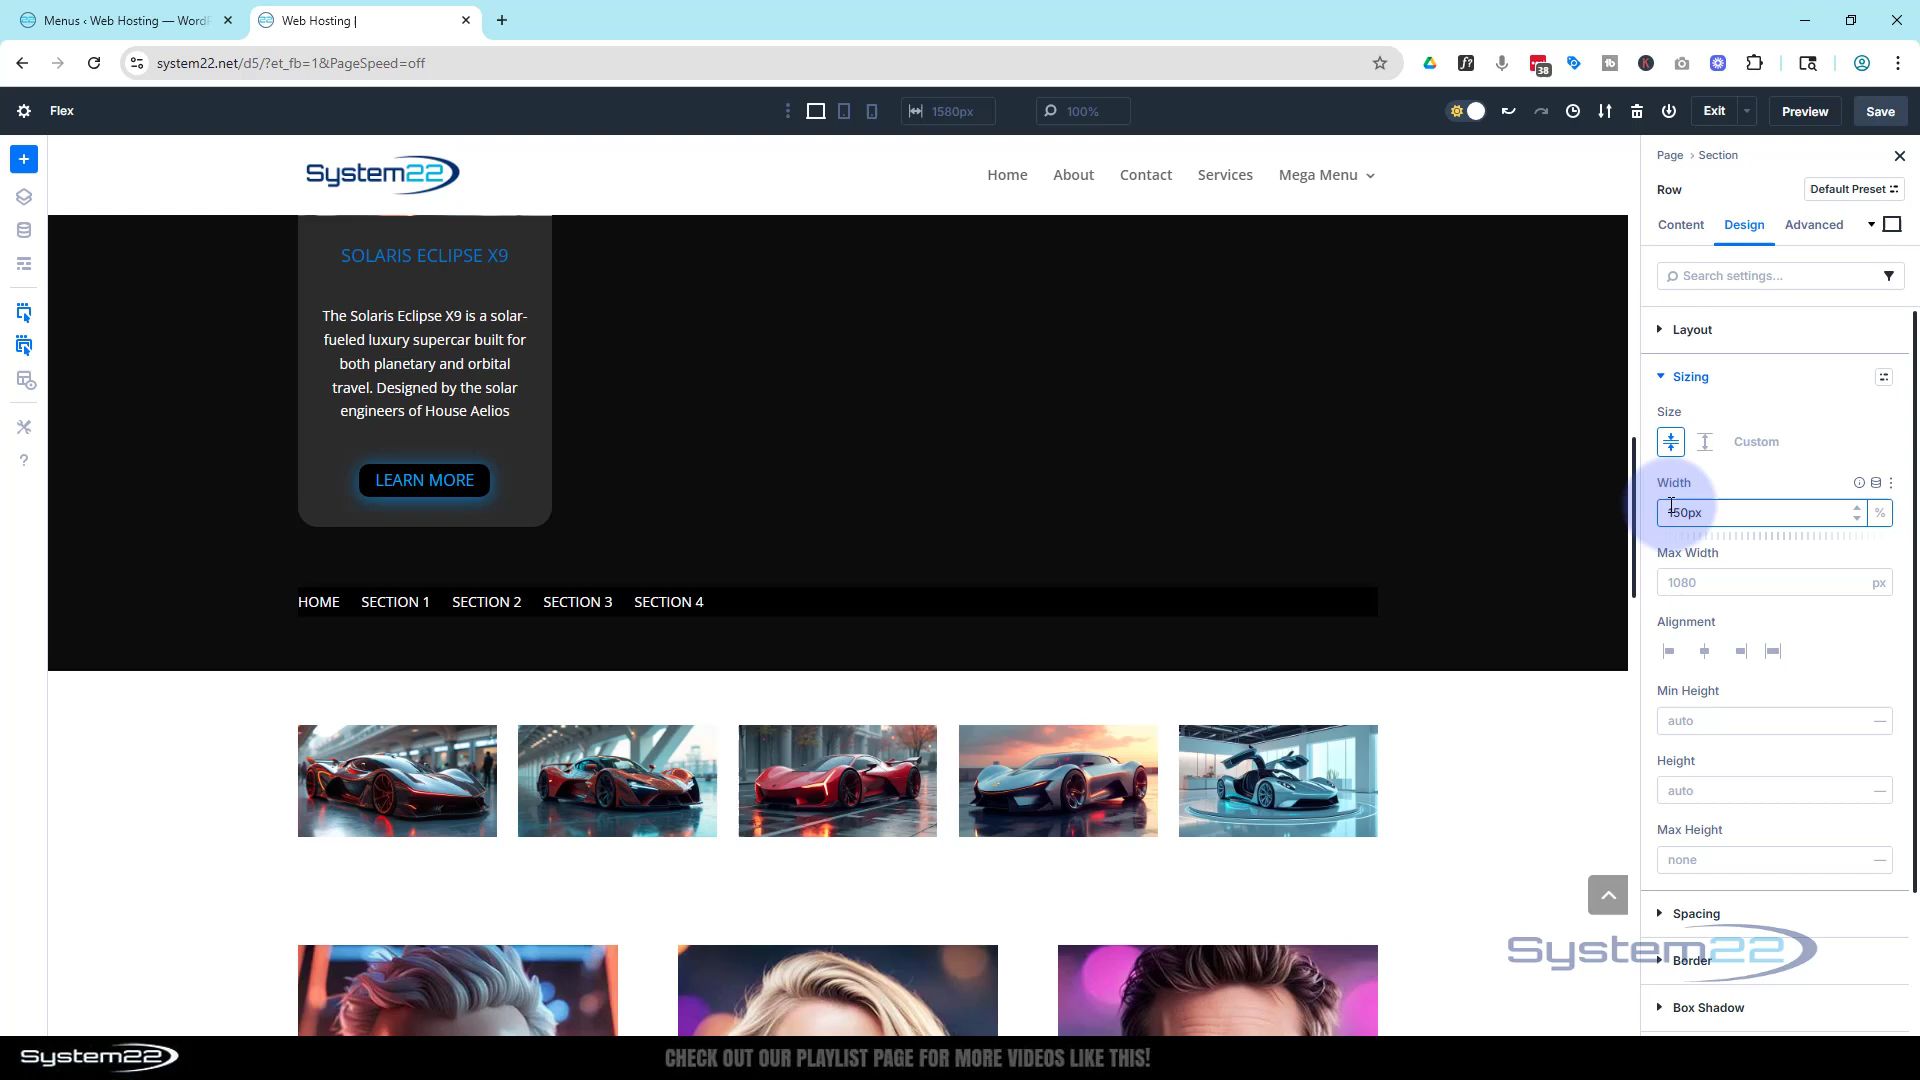 Menus ‹ Web Hosting — WordP
Web Hosting |
system22.net/d5/?et_fb=1&PageSpeed=off
38
Flex
1580px
100%
Exit
Preview
Save
System22
Home
About
Contact
Services
Mega Menu
Page › Section
Row
Default Preset
Content
Design
Advanced
Search settings...
Layout
Sizing
Size
Custom
Width
150px
%
Max Width
1080
px
Alignment
Min Height
auto
Height
auto
Max Height
none
Spacing
Border
Box Shadow
SOLARIS ECLIPSE X9
The Solaris Eclipse X9 is a solar-
fueled luxury supercar built for
both planetary and orbital
travel. Designed by the solar
engineers of House Aelios
LEARN MORE
HOME
SECTION 1
SECTION 2
SECTION 3
SECTION 4
System22
System22
CHECK OUT OUR PLAYLIST PAGE FOR MORE VIDEOS LIKE THIS!